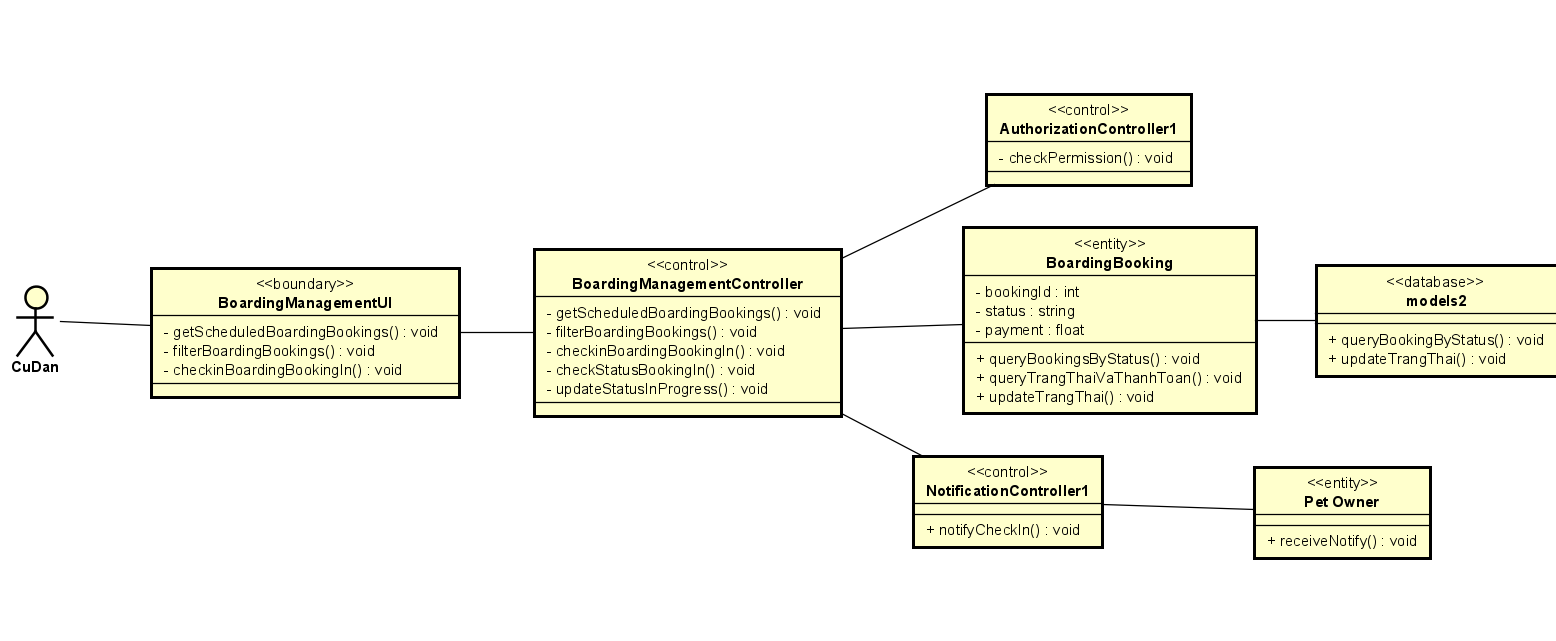 CuDan
<<boundary>>
BoardingManagementUI
- getScheduledBoardingBookings() : void
- filterBoardingBookings() : void
- checkinBoardingBookingIn() : void
<<control>>
BoardingManagementController
- getScheduledBoardingBookings() : void
- filterBoardingBookings() : void
- checkinBoardingBookingIn() : void
- checkStatusBookingIn() : void
- updateStatusInProgress() : void
<<control>>
AuthorizationController1
- checkPermission() : void
<<entity>>
BoardingBooking
- bookingId : int
- status : string
- payment : float
+ queryBookingsByStatus() : void
+ queryTrangThaiVaThanhToan() : void
+ updateTrangThai() : void
<<database>>
models2
+ queryBookingByStatus() : void
+ updateTrangThai() : void
<<control>>
NotificationController1
+ notifyCheckIn() : void
<<entity>>
Pet Owner
+ receiveNotify() : void